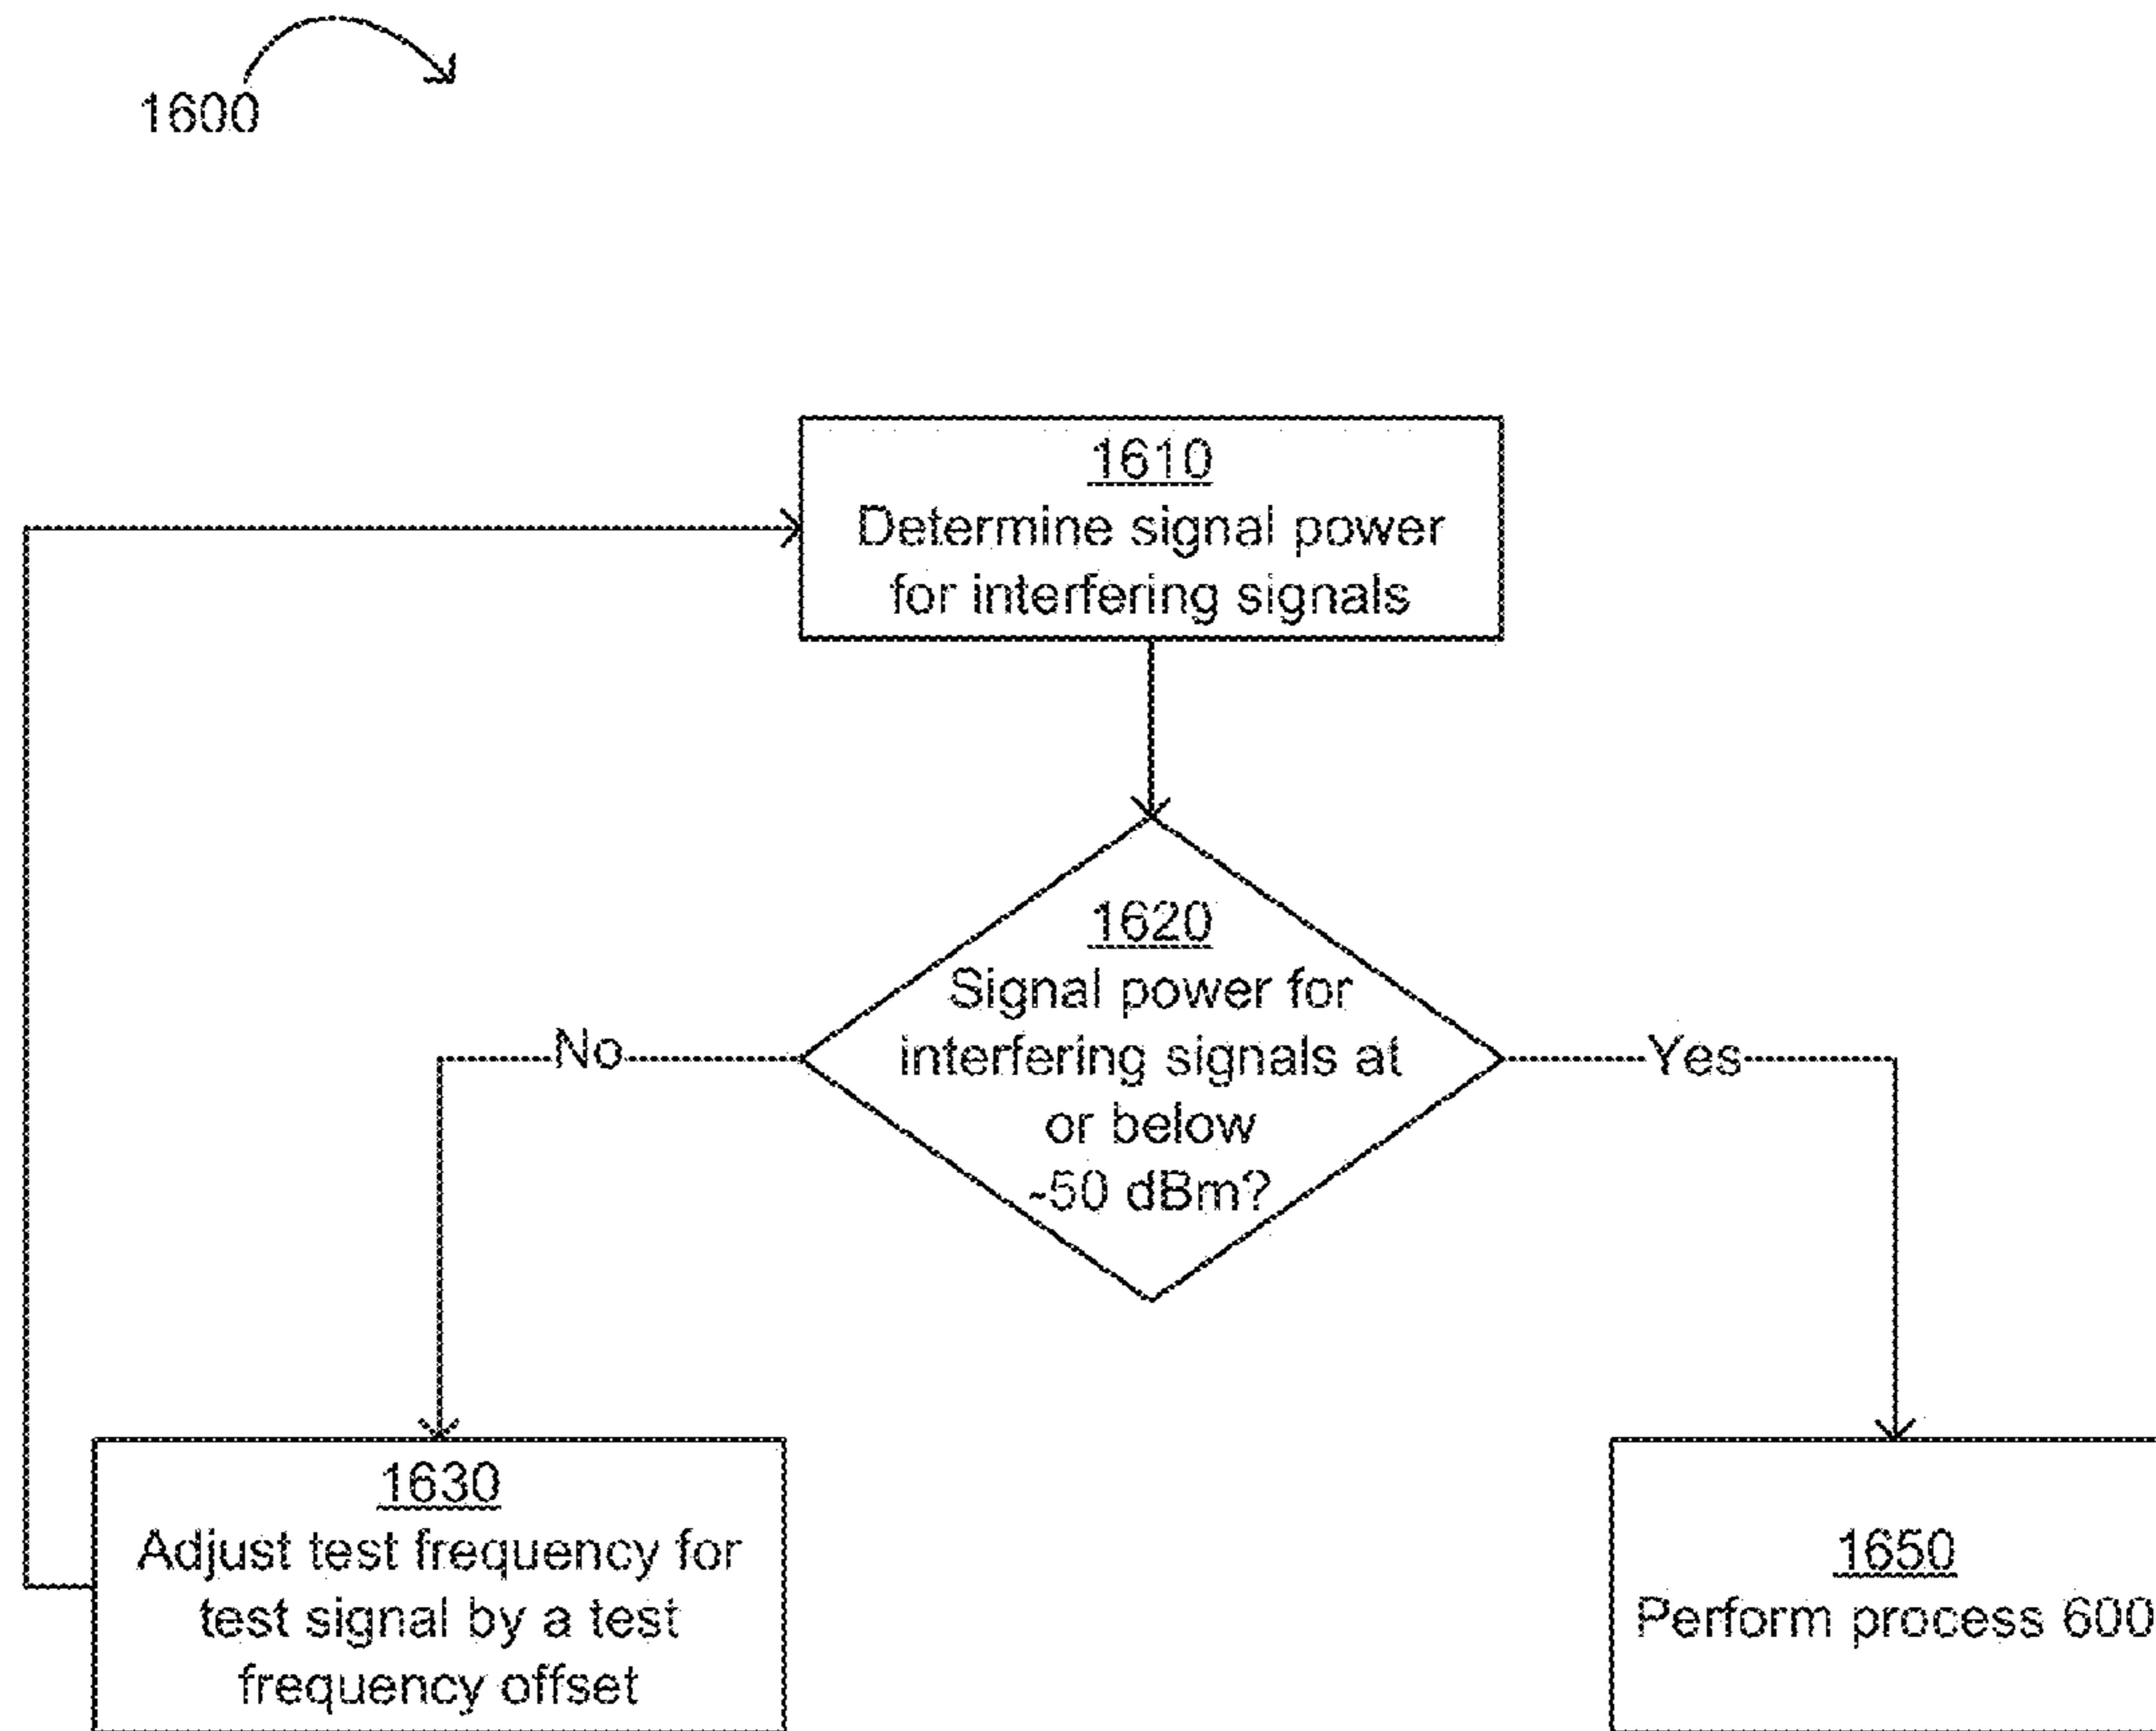 1600
1610
Determine signal power
for interfering signals
1620
Signal power for
interfering signals at
or below
-50 dBm?
No
Yes
1630
Adjust test frequency for
test signal by a test
frequency offset
1650
Perform process 600